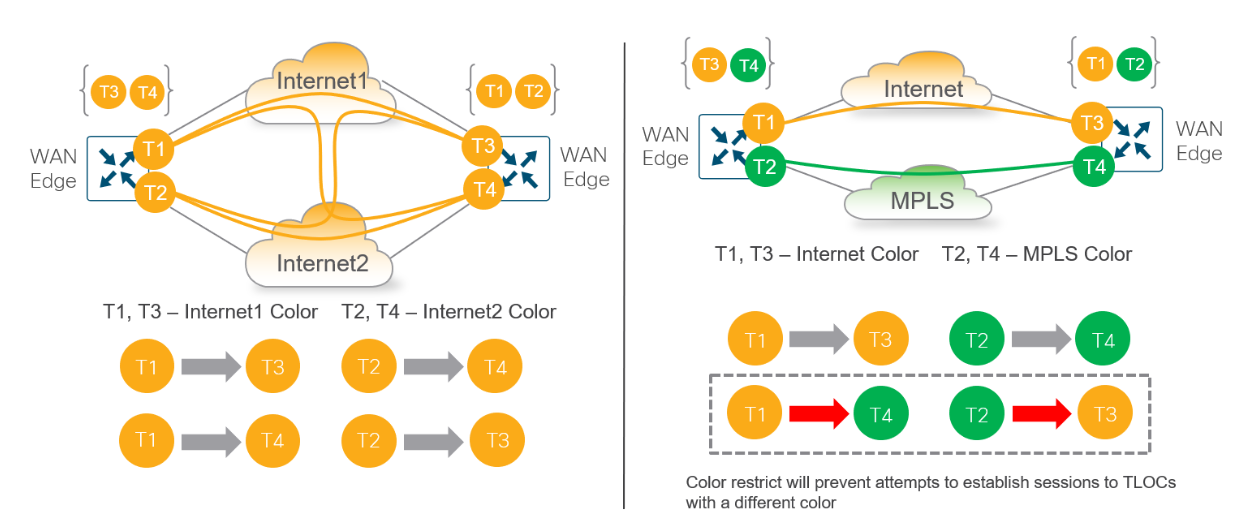 T3 T4
Internet1
T1 T2
WAN
Edge
T1
T2
T3
T4
WAN
Edge
Internet2
T1, T3 – Internet1 Color T2, T4 – Internet2 Color
T1 T3 T2 T4
T1 T4 T2 T3
T3 T4
Internet
T1 T2
WAN
Edge
T1
T2
T3
T4
WAN
Edge
MPLS
T1, T3 – Internet Color T2, T4 – MPLS Color
T1 T3 T2 T4
T1 T4 T2 T3
Color restrict will prevent attempts to establish sessions to TLOCs
with a different color